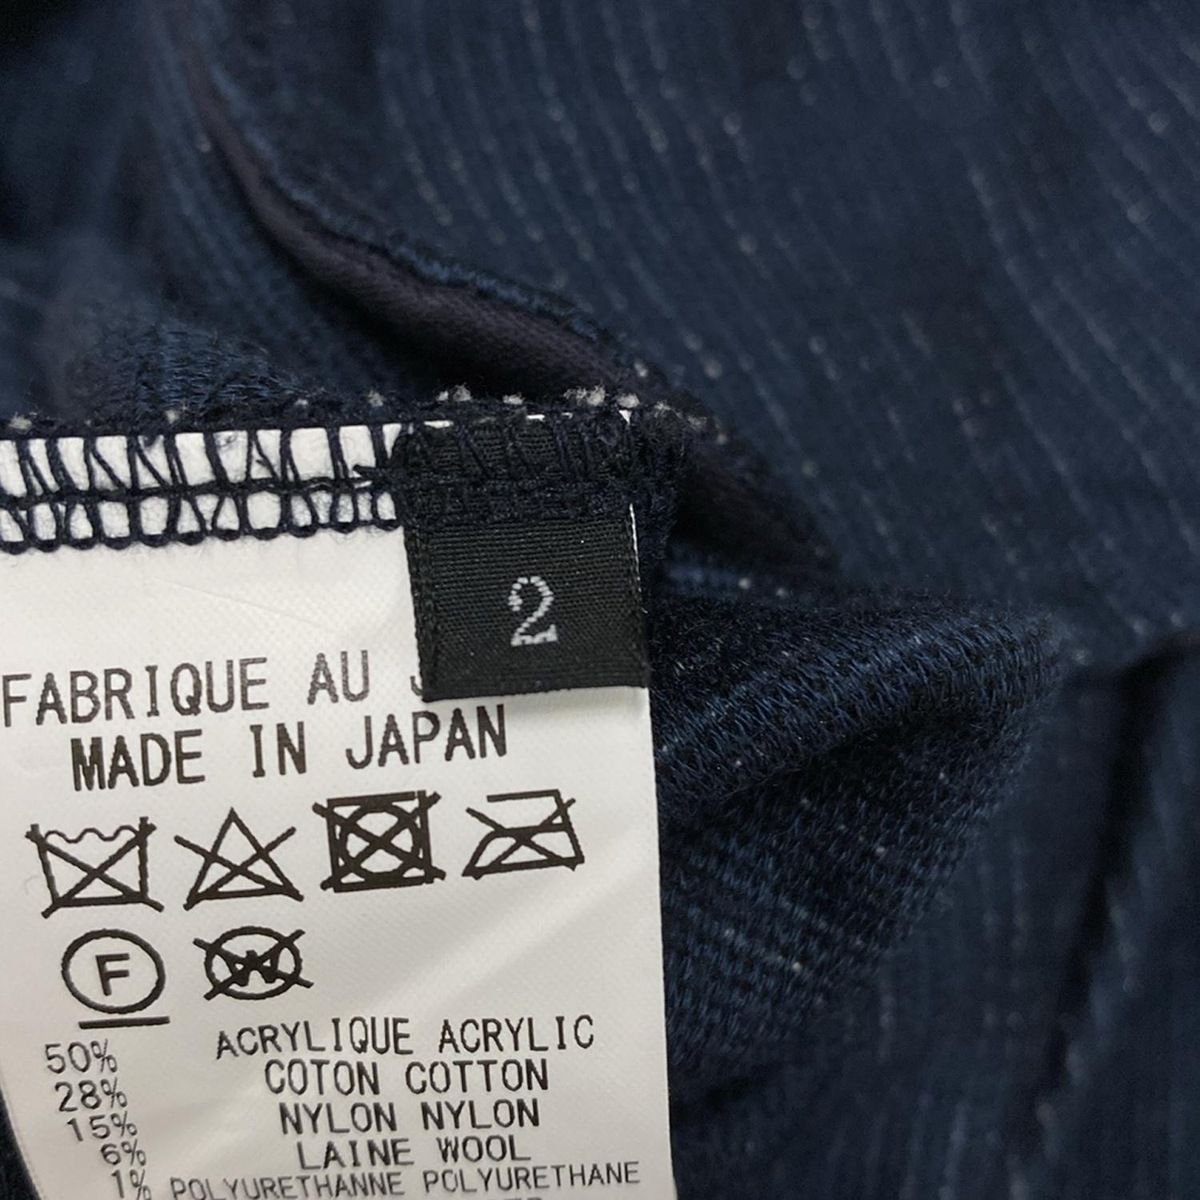 2
FABRIQUE AU
MADE IN JAPAN
F
W
50% ACRYLIQUE ACRYLIC
28% COTON COTTON
15% NYLON NYLON
6% LAINE WOOL
1% POLYURETHANNE POLYURETHANE